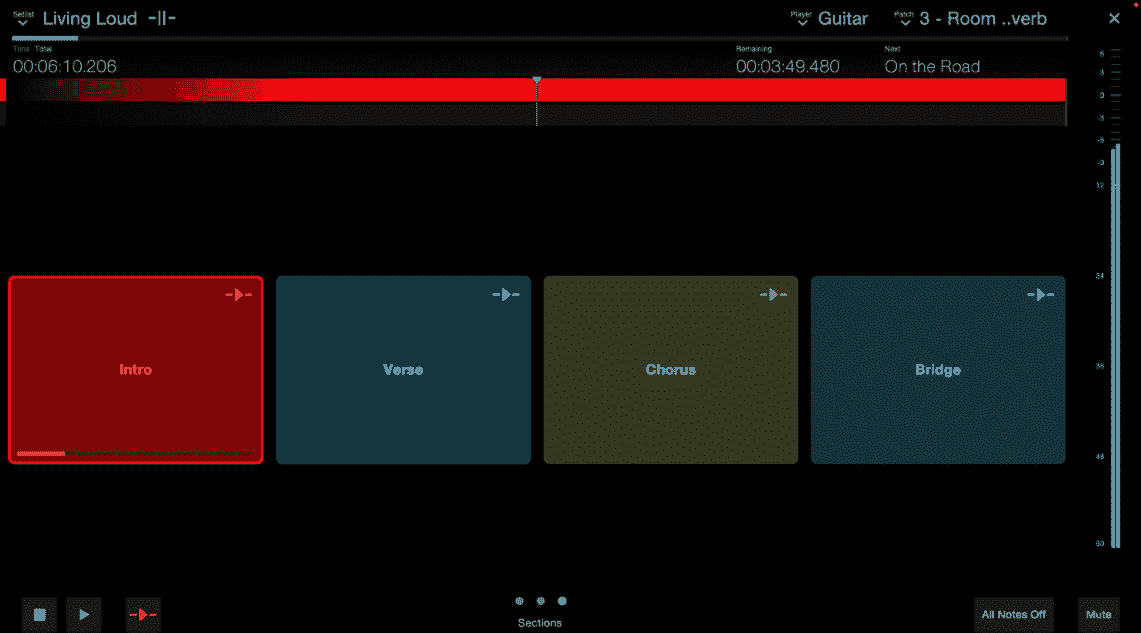 Setlist Living Loud Player Guitar Patch 3 - Room ..verb
Time Total Remaining Next
00:06:10.206 00:03:49.480 On the Road
6
3
0
-3
-6
-9
12
24
36
48
60
Intro Verse Chorus Bridge
Sections
All Notes Off Mute